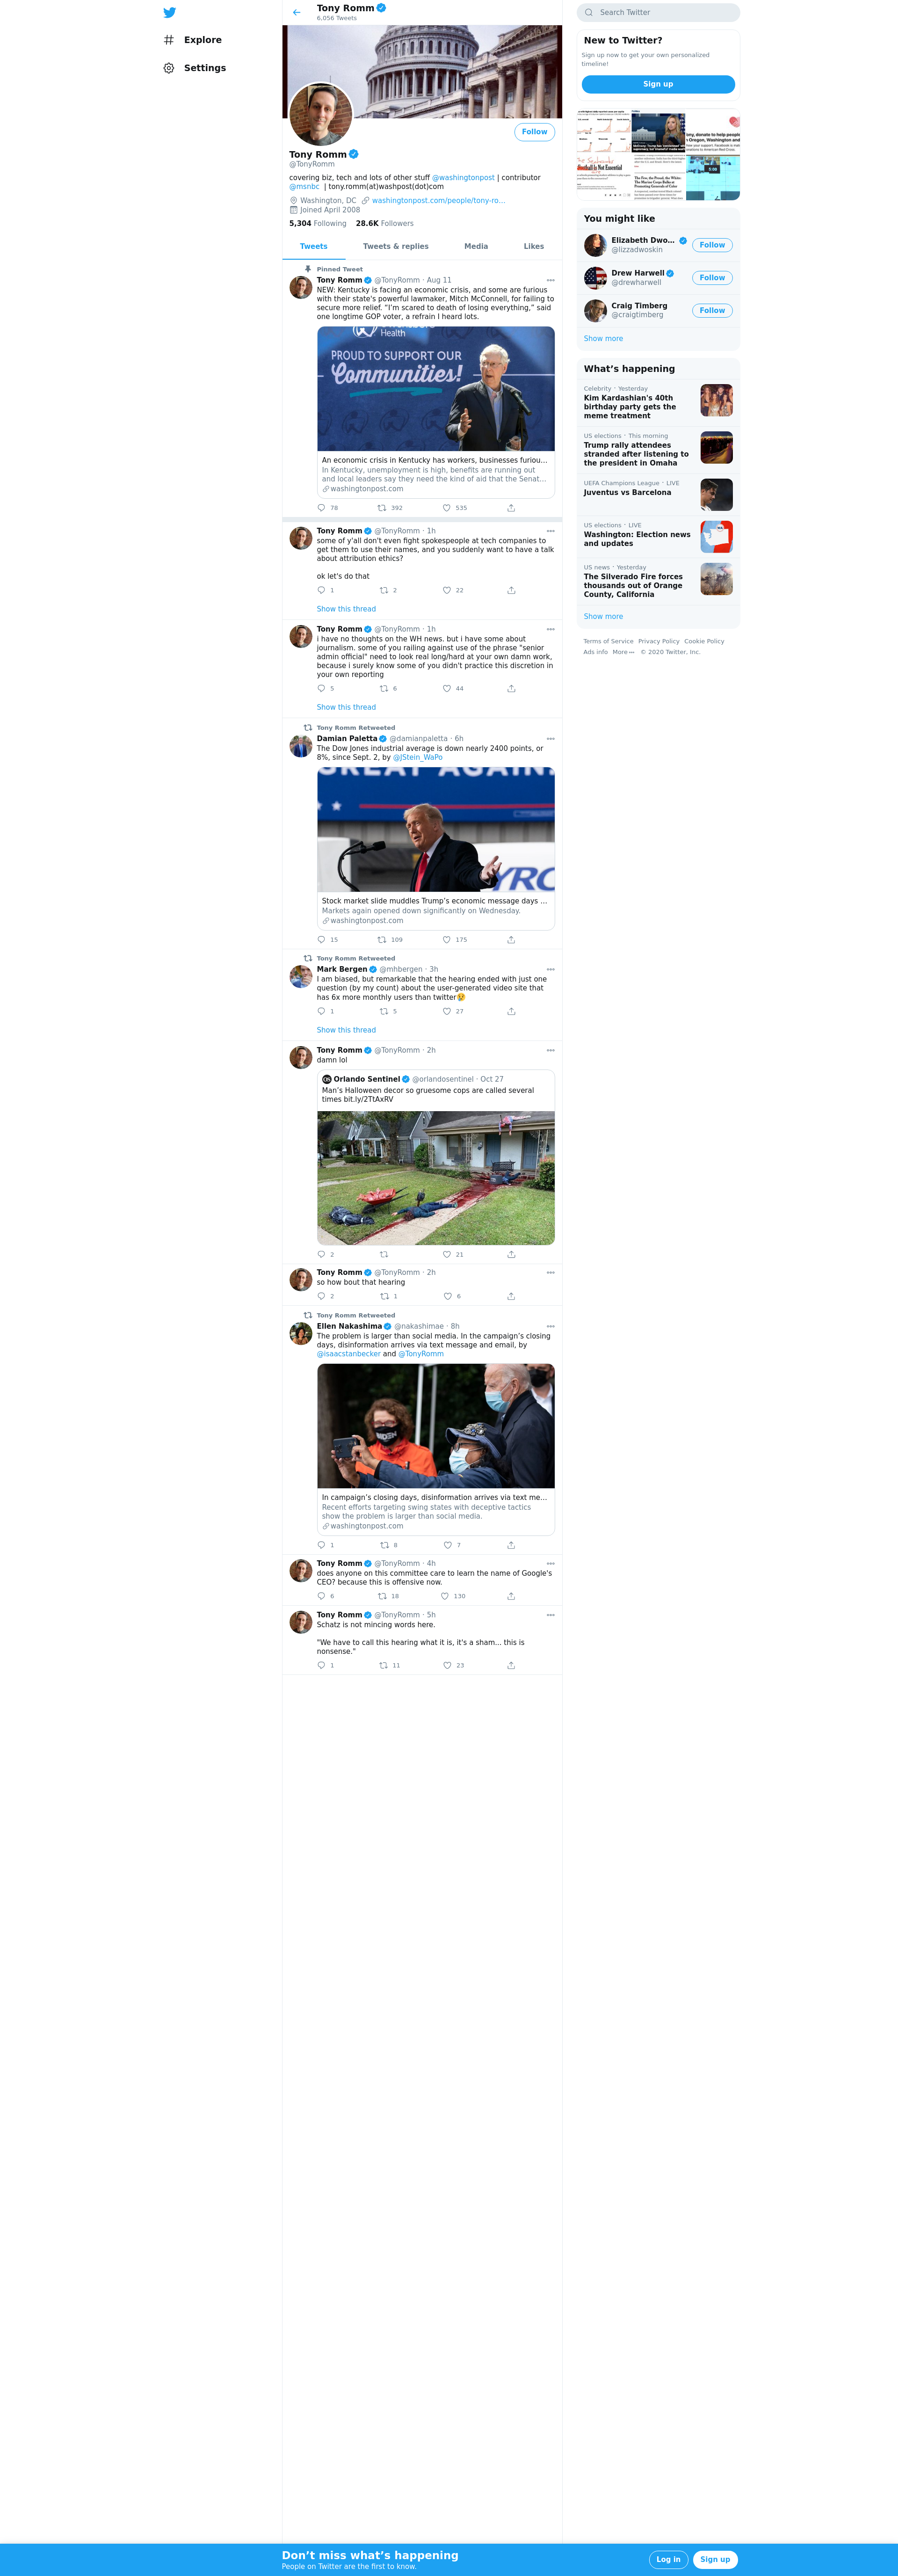 Explore
Settings
Tony Romm
6,056 Tweets
Follow
Tony Romm
@TonyRomm
covering biz, tech and lots of other stuff @washingtonpost | contributor
@msnbc | tony.romm(at)washpost(dot)com
Washington, DC washingtonpost.com/people/tony-ro…
Joined April 2008
5,304 Following 28.6K Followers
Tweets Tweets & replies Media Likes
Pinned Tweet
Tony Romm @TonyRomm · Aug 11
NEW: Kentucky is facing an economic crisis, and some are furious
with their state's powerful lawmaker, Mitch McConnell, for failing to
secure more relief. "I'm scared to death of losing everything," said
one longtime GOP voter, a refrain I heard lots.
Health
PROUD TO SUPPORT OUR
Communities!
An economic crisis in Kentucky has workers, businesses furiou…
In Kentucky, unemployment is high, benefits are running out
and local leaders say they need the kind of aid that the Senat…
washingtonpost.com
78 392 535
Tony Romm @TonyRomm · 1h
some of y'all don't even fight spokespeople at tech companies to
get them to use their names, and you suddenly want to have a talk
about attribution ethics?
ok let's do that
1 2 22
Show this thread
Tony Romm @TonyRomm · 1h
i have no thoughts on the WH news. but i have some about
journalism. some of you railing against use of the phrase "senior
admin official" need to look real long/hard at your own damn work,
because i surely know some of you didn't practice this discretion in
your own reporting
5 6 44
Show this thread
Tony Romm Retweeted
Damian Paletta @damianpaletta · 6h
The Dow Jones industrial average is down nearly 2400 points, or
8%, since Sept. 2, by @JStein_WaPo
GREAT AGAIN!
Stock market slide muddles Trump's economic message days …
Markets again opened down significantly on Wednesday.
washingtonpost.com
15 109 175
Tony Romm Retweeted
Mark Bergen @mhbergen · 3h
I am biased, but remarkable that the hearing ended with just one
question (by my count) about the user-generated video site that
has 6x more monthly users than twitter😢
1 5 27
Show this thread
Tony Romm @TonyRomm · 2h
damn lol
Orlando Sentinel @orlandosentinel · Oct 27
Man's Halloween decor so gruesome cops are called several
times bit.ly/2TtAxRV
2 21
Tony Romm @TonyRomm · 2h
so how bout that hearing
2 1 6
Tony Romm Retweeted
Ellen Nakashima @nakashimae · 8h
The problem is larger than social media. In the campaign's closing
days, disinformation arrives via text message and email, by
@isaacstanbecker and @TonyRomm
In campaign's closing days, disinformation arrives via text me…
Recent efforts targeting swing states with deceptive tactics
show the problem is larger than social media.
washingtonpost.com
1 8 7
Tony Romm @TonyRomm · 4h
does anyone on this committee care to learn the name of Google's
CEO? because this is offensive now.
6 18 130
Tony Romm @TonyRomm · 5h
Schatz is not mincing words here.
"We have to call this hearing what it is, it's a sham... this is
nonsense."
1 11 23
Search Twitter
New to Twitter?
Sign up now to get your own personalized
timeline!
Sign up
You might like
Elizabeth Dwo…
@lizzadwoskin
Follow
Drew Harwell
@drewharwell
Follow
Craig Timberg
@craigtimberg
Follow
Show more
What's happening
Celebrity · Yesterday
Kim Kardashian's 40th
birthday party gets the
meme treatment
US elections · This morning
Trump rally attendees
stranded after listening to
the president in Omaha
UEFA Champions League · LIVE
Juventus vs Barcelona
US elections · LIVE
Washington: Election news
and updates
US news · Yesterday
The Silverado Fire forces
thousands out of Orange
County, California
Show more
Terms of Service Privacy Policy Cookie Policy
Ads info More © 2020 Twitter, Inc.
Don't miss what's happening
People on Twitter are the first to know.
Log in
Sign up